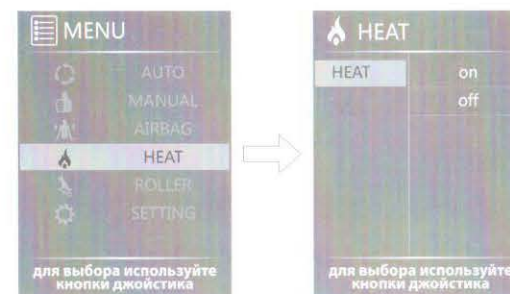 MENU
AUTO
MANUAL
AIRBAG
HEAT
ROLLER
SETTING
для выбора используйте
кнопки джойстика
HEAT
HEAT on
off
для выбора используйте
кнопки джойстика